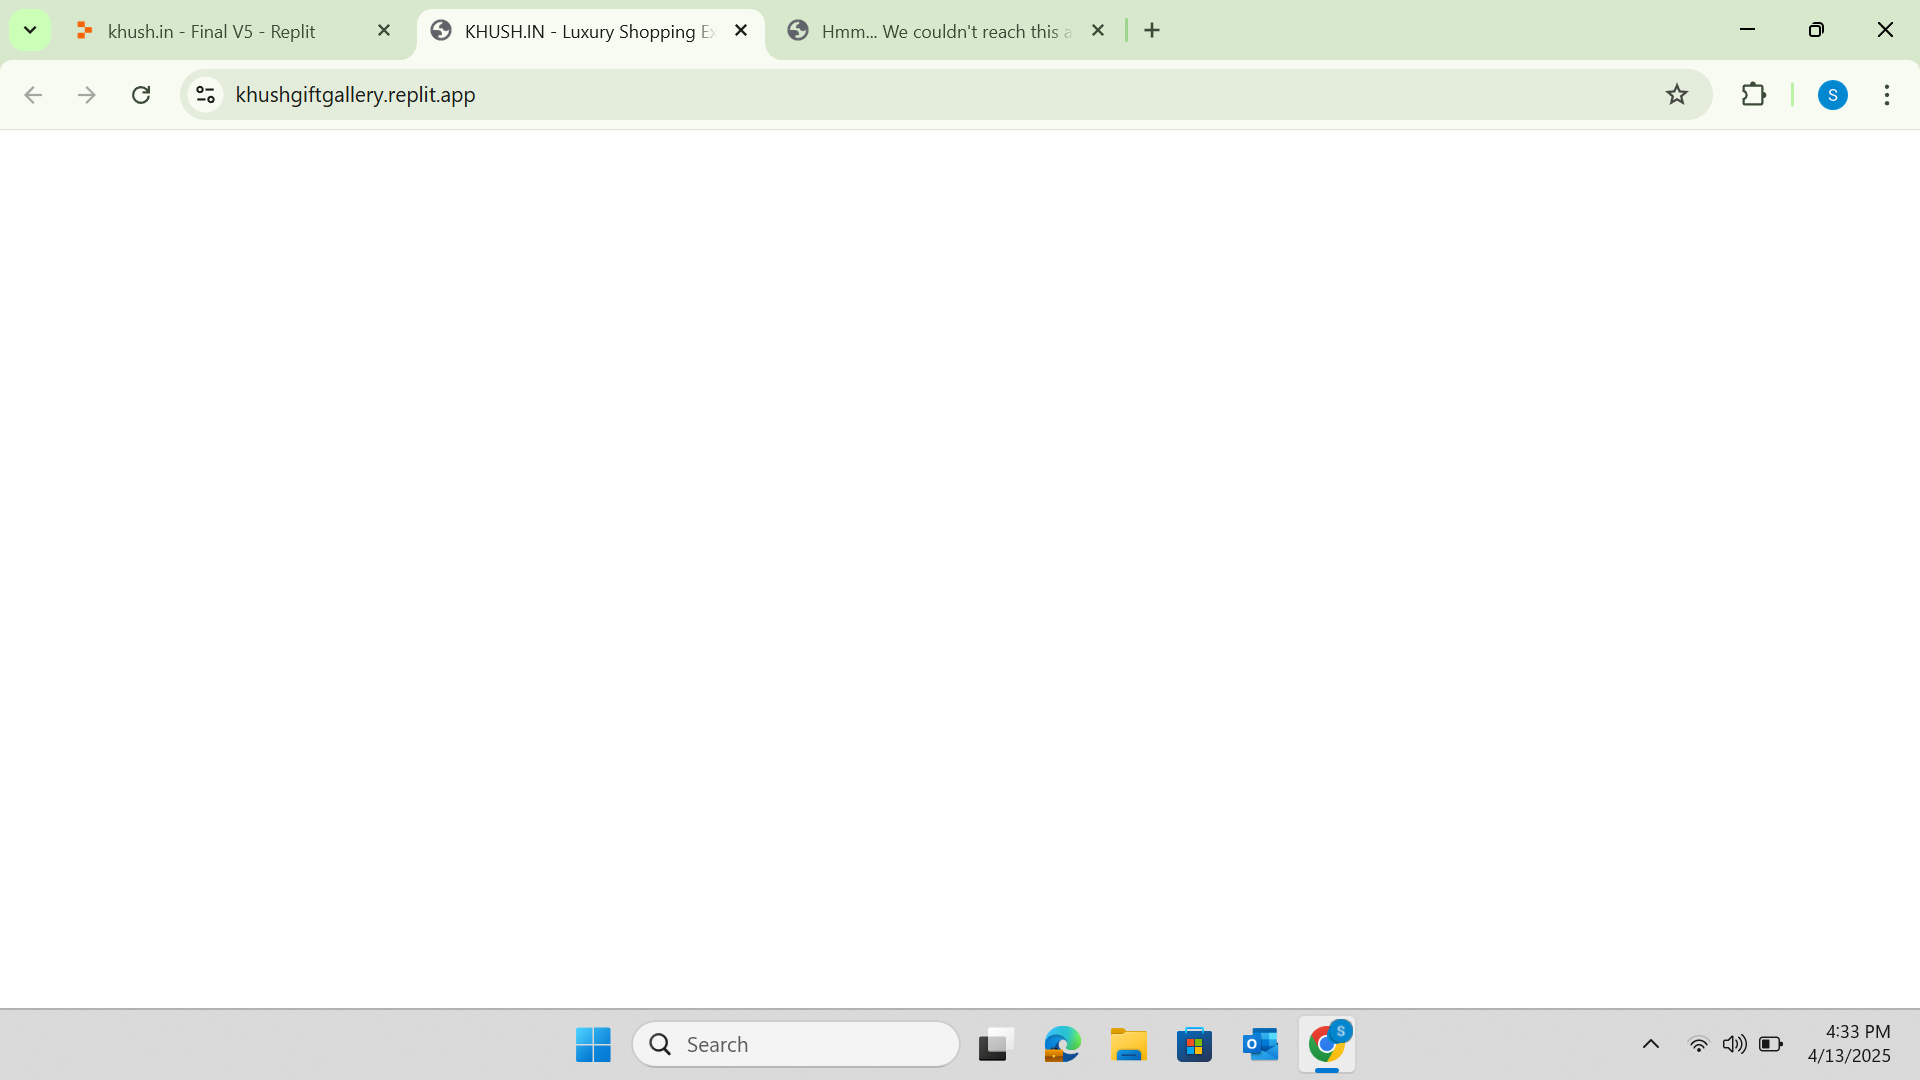 khush.in - Final V5 - Replit
KHUSH.IN - Luxury Shopping Ex
Hmm... We couldn't reach this a
khushgiftgallery.replit.app
S
Search
S
4:33 PM
4/13/2025